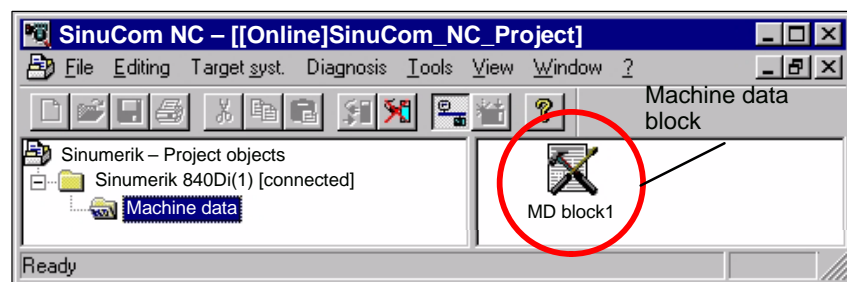 SinuCom NC – [[Online]SinuCom_NC_Project]
File Editing Target syst. Diagnosis Tools View Window ?
Machine data
block
Sinumerik – Project objects
Sinumerik 840Di(1) [connected]
Machine data
MD block1
Ready